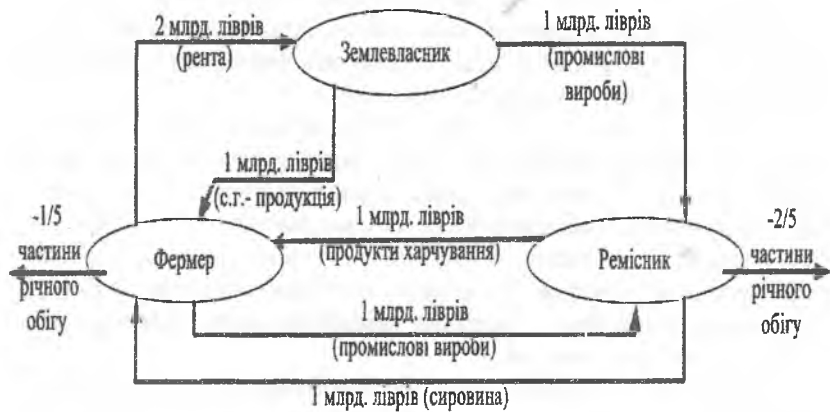 2 млрд. ліврів
(рента)
Землевласник
1 млрд. ліврів
(промислові
вироби)
1 млрд. ліврів
(с.г.- продукція)
-1/5
частини
річного
обігу
Фермер
1 млрд. ліврів
(продукти харчування)
Ремісник
-2/5
частини
річного
обігу
1 млрд. ліврів
(промислові вироби)
1 млрд. ліврів (сировина)